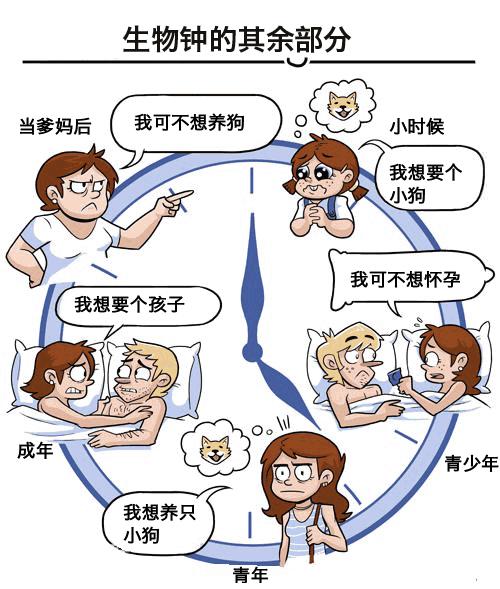 生物钟的其余部分
当爹妈后
我可不想养狗
小时候
我想要个
小狗
我可不想怀孕
我想要个孩子
成年
青少年
我想养只
小狗
青年